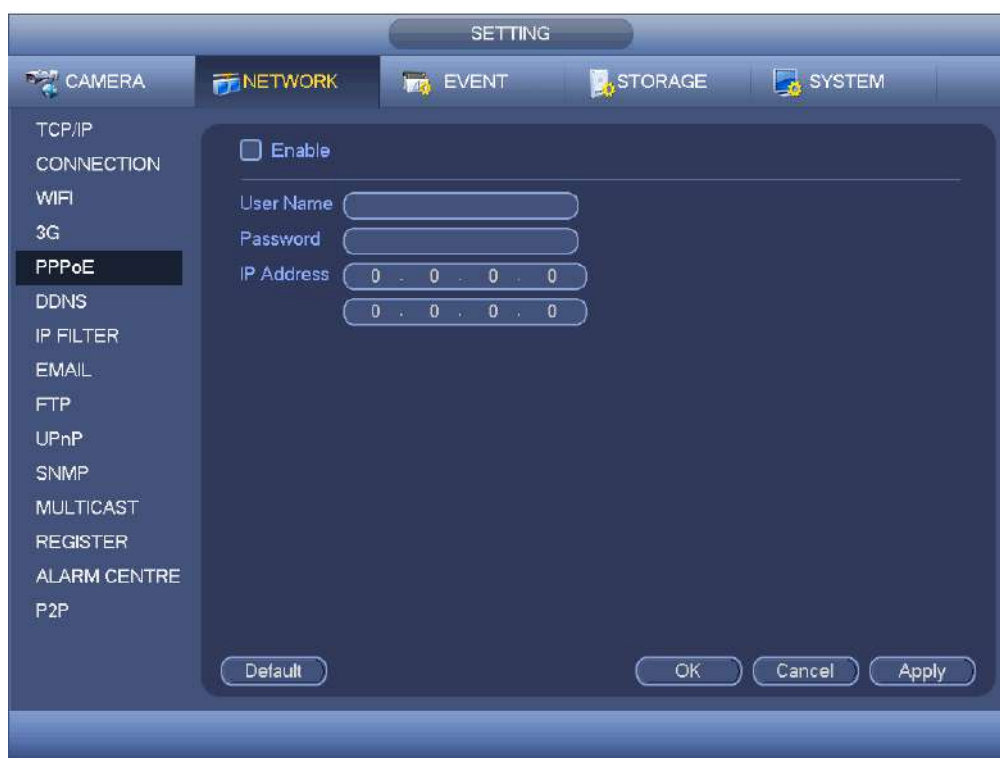 SETTING
CAMERA NETWORK EVENT STORAGE SYSTEM
TCP/IP
CONNECTION
WIFI
3G
PPPoE
DDNS
IP FILTER
EMAIL
FTP
UPnP
SNMP
MULTICAST
REGISTER
ALARM CENTRE
P2P
Enable
User Name
Password
IP Address 0 . 0 . 0 . 0
0 . 0 . 0 . 0
Default OK Cancel Apply